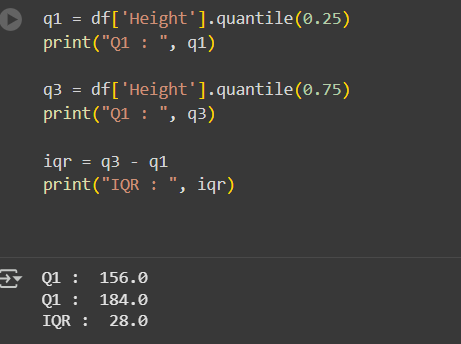 q1 = df['Height'].quantile(0.25)
print("Q1 : ", q1)
q3 = df['Height'].quantile(0.75)
print("Q1 : ", q3)
iqr = q3 - q1
print("IQR : ", iqr)
Q1 :  156.0
Q1 :  184.0
IQR :  28.0